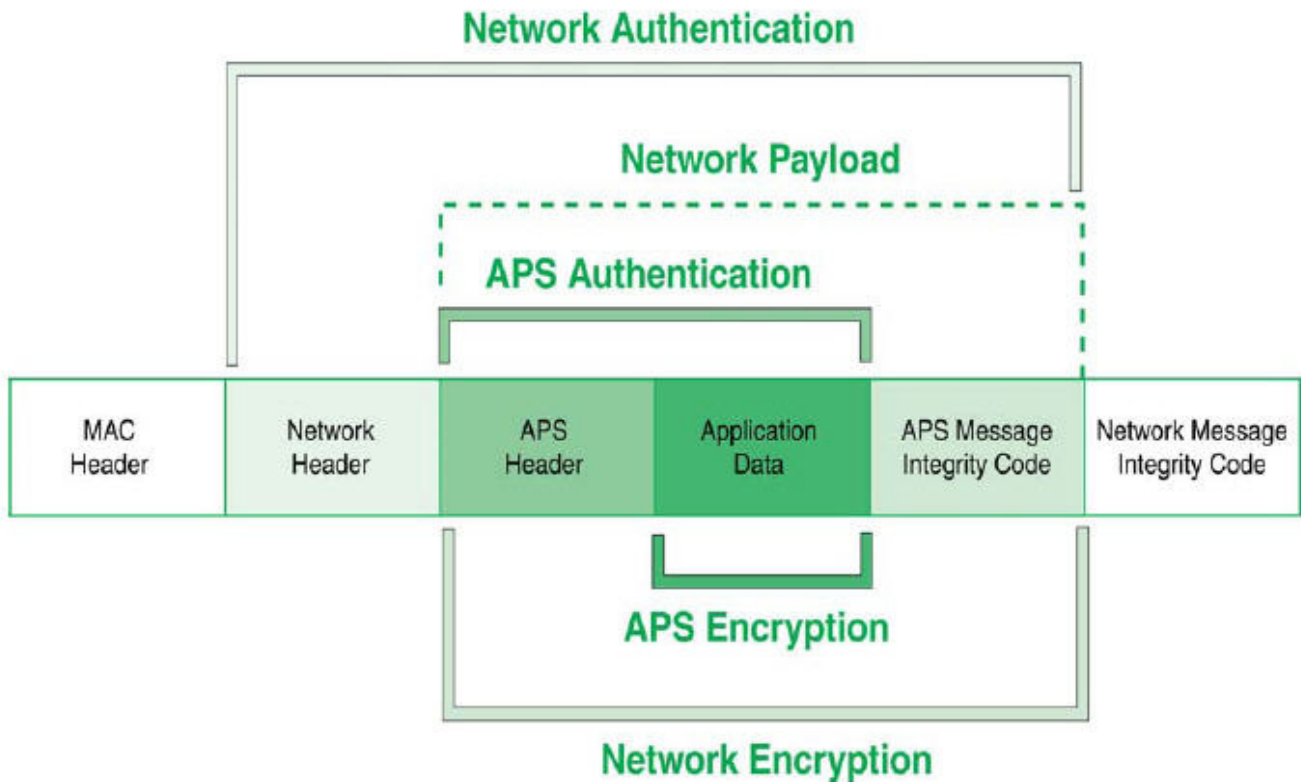 Network Authentication
Network Payload
APS Authentication
MAC
Header
Network
Header
APS
Header
Application
Data
APS Message
Integrity Code
Network Message
Integrity Code
APS Encryption
Network Encryption